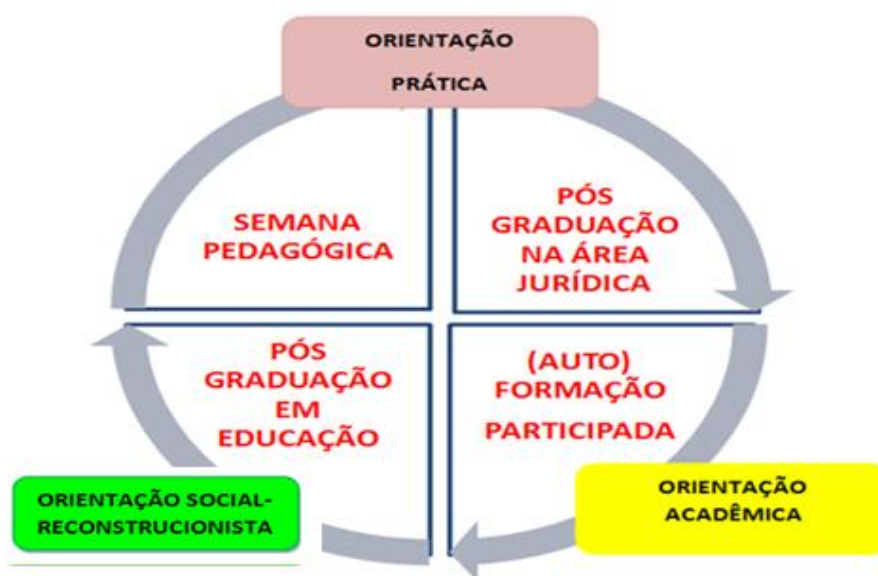 ORIENTAÇÃO
PRÁTICA
SEMANA
PEDAGÓGICA
PÓS
GRADUAÇÃO
NA ÁREA
JURÍDICA
PÓS
GRADUAÇÃO
EM
EDUCAÇÃO
(AUTO)
FORMAÇÃO
PARTICIPADA
ORIENTAÇÃO SOCIAL-
RECONSTRUCIONISTA
ORIENTAÇÃO
ACADÊMICA